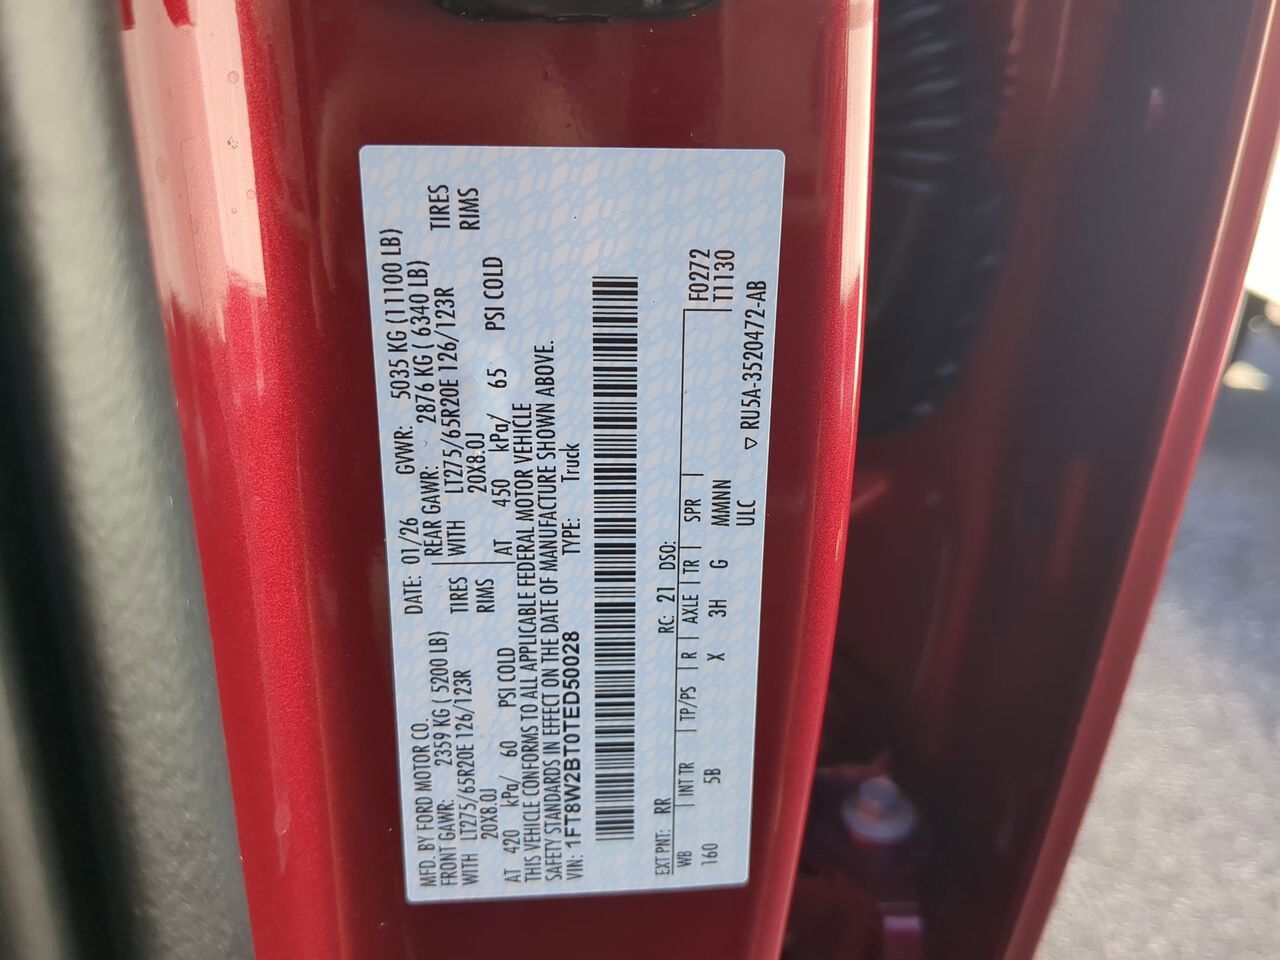 MFD. BY FORD MOTOR CO.
DATE: 01/26 GVWR: 5035 KG (11100 LB)
FRONT GAWR: 2359 KG ( 5200 LB) REAR GAWR: 2876 KG ( 6340 LB)
WITH LT275/65R20E 126/123R TIRES WITH LT275/65R20E 126/123R TIRES
20X8.0J RIMS 20X8.0J RIMS
AT 420 kPa/ 60 PSI COLD AT 450 kPa/ 65 PSI COLD
THIS VEHICLE CONFORMS TO ALL APPLICABLE FEDERAL MOTOR VEHICLE
SAFETY STANDARDS IN EFFECT ON THE DATE OF MANUFACTURE SHOWN ABOVE.
VIN: 1FT8W2BT0TED50028 TYPE: Truck
EXT PNT: RR RC: 21 DSO:
WB INT TR TP/PS R AXLE TR SPR F0272
160 5B X 3H G MMNN T1130
ULC
▽ RU5A-3520472-AB